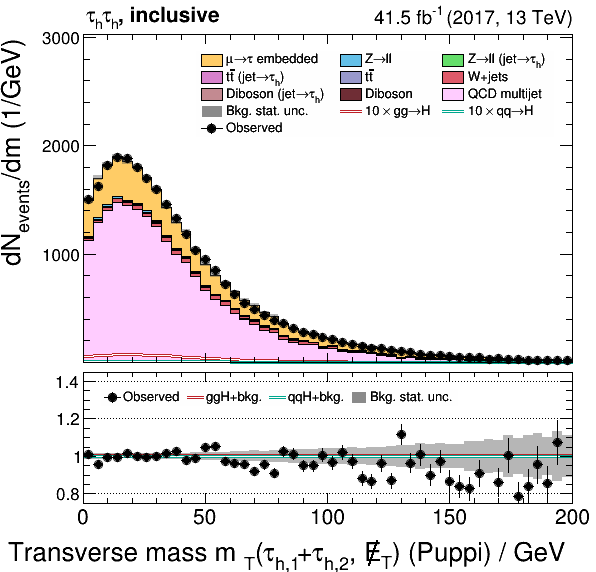 τhτh, inclusive
41.5 fb⁻¹ (2017, 13 TeV)
dNevents/dm (1/GeV)
3000
2000
1000
μ→τ embedded
Z→ll
Z→ll (jet→τh)
tt̄ (jet→τh)
tt̄
W+jets
Diboson (jet→τh)
Diboson
QCD multijet
Bkg. stat. unc.
10 × gg→H
10 × qq→H
Observed
1.4
1.2
1
0.8
Observed
ggH+bkg.
qqH+bkg.
Bkg. stat. unc.
0
50
100
150
200
Transverse mass m T(τh,1+τh,2, E̸T) (Puppi) / GeV